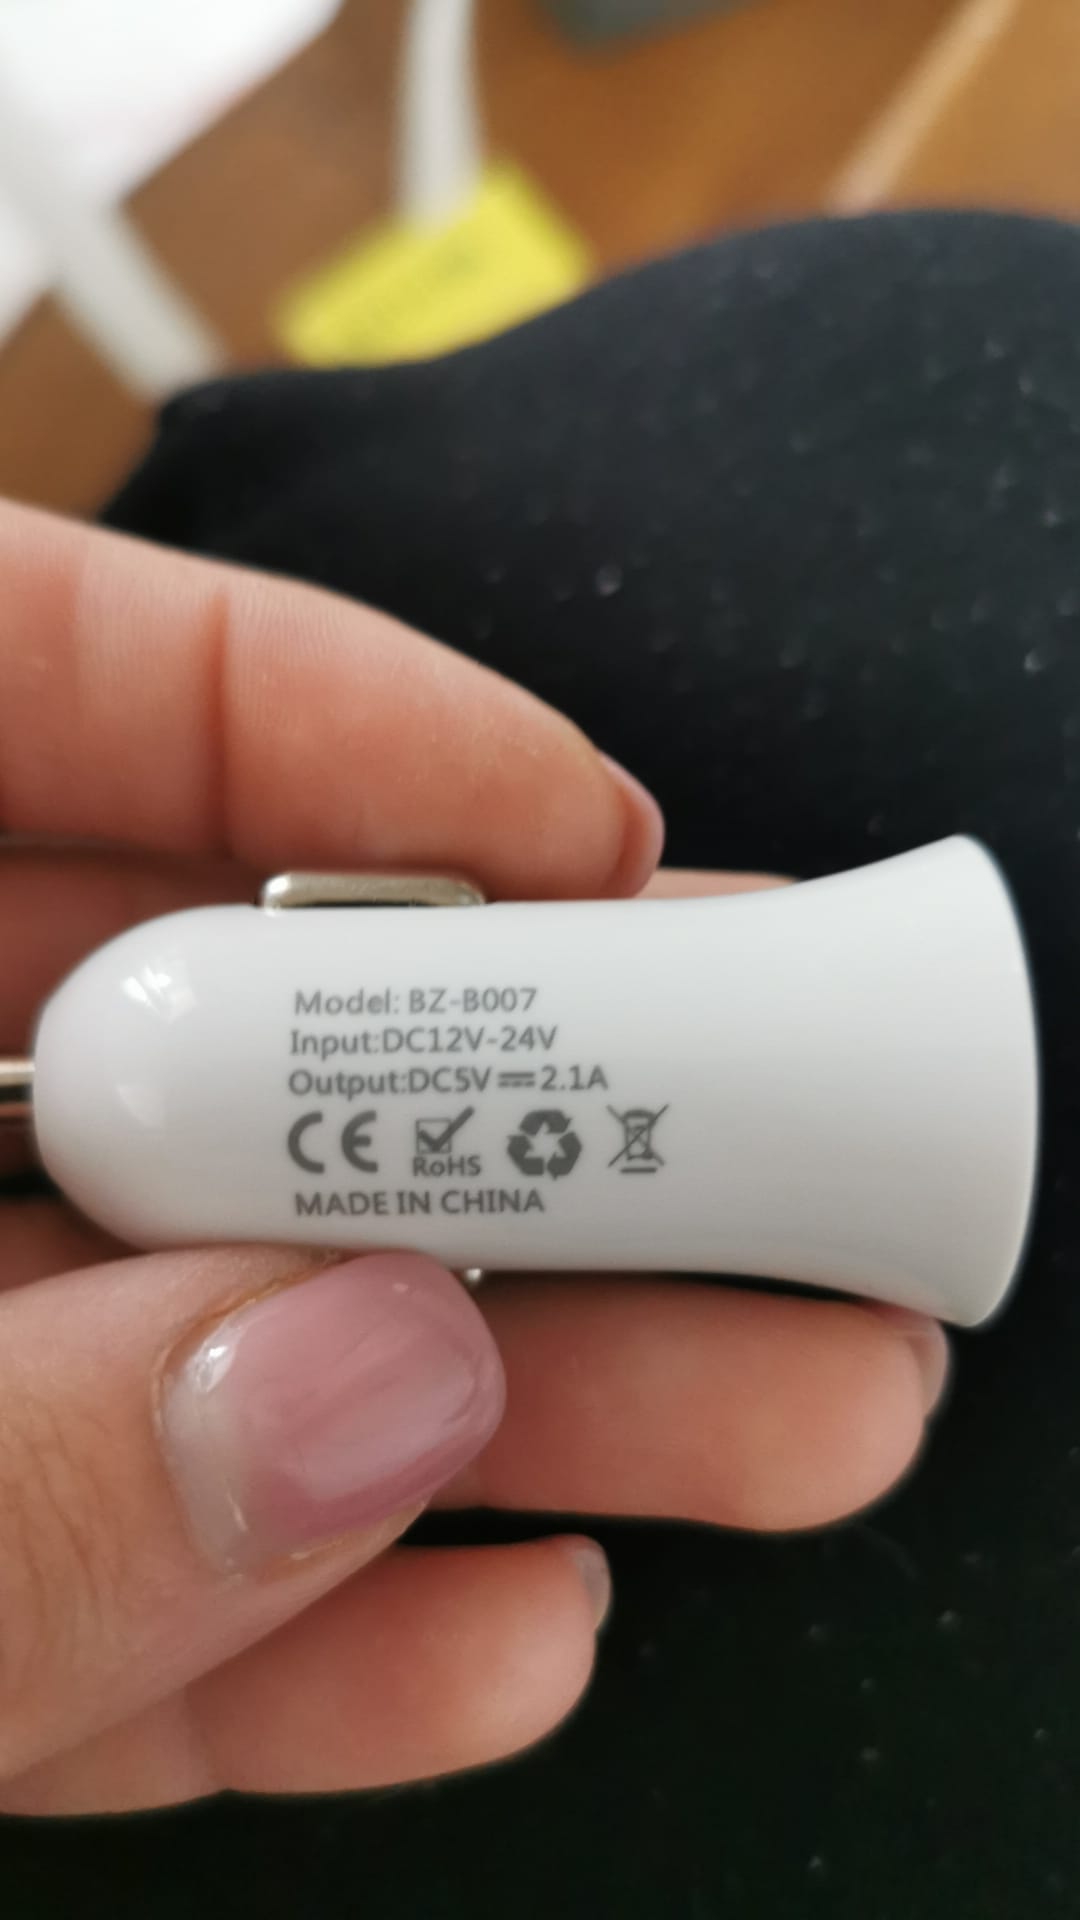 Model: BZ-B007
Input:DC12V-24V
Output:DC5V⎓2.1A
CE RoHS
MADE IN CHINA